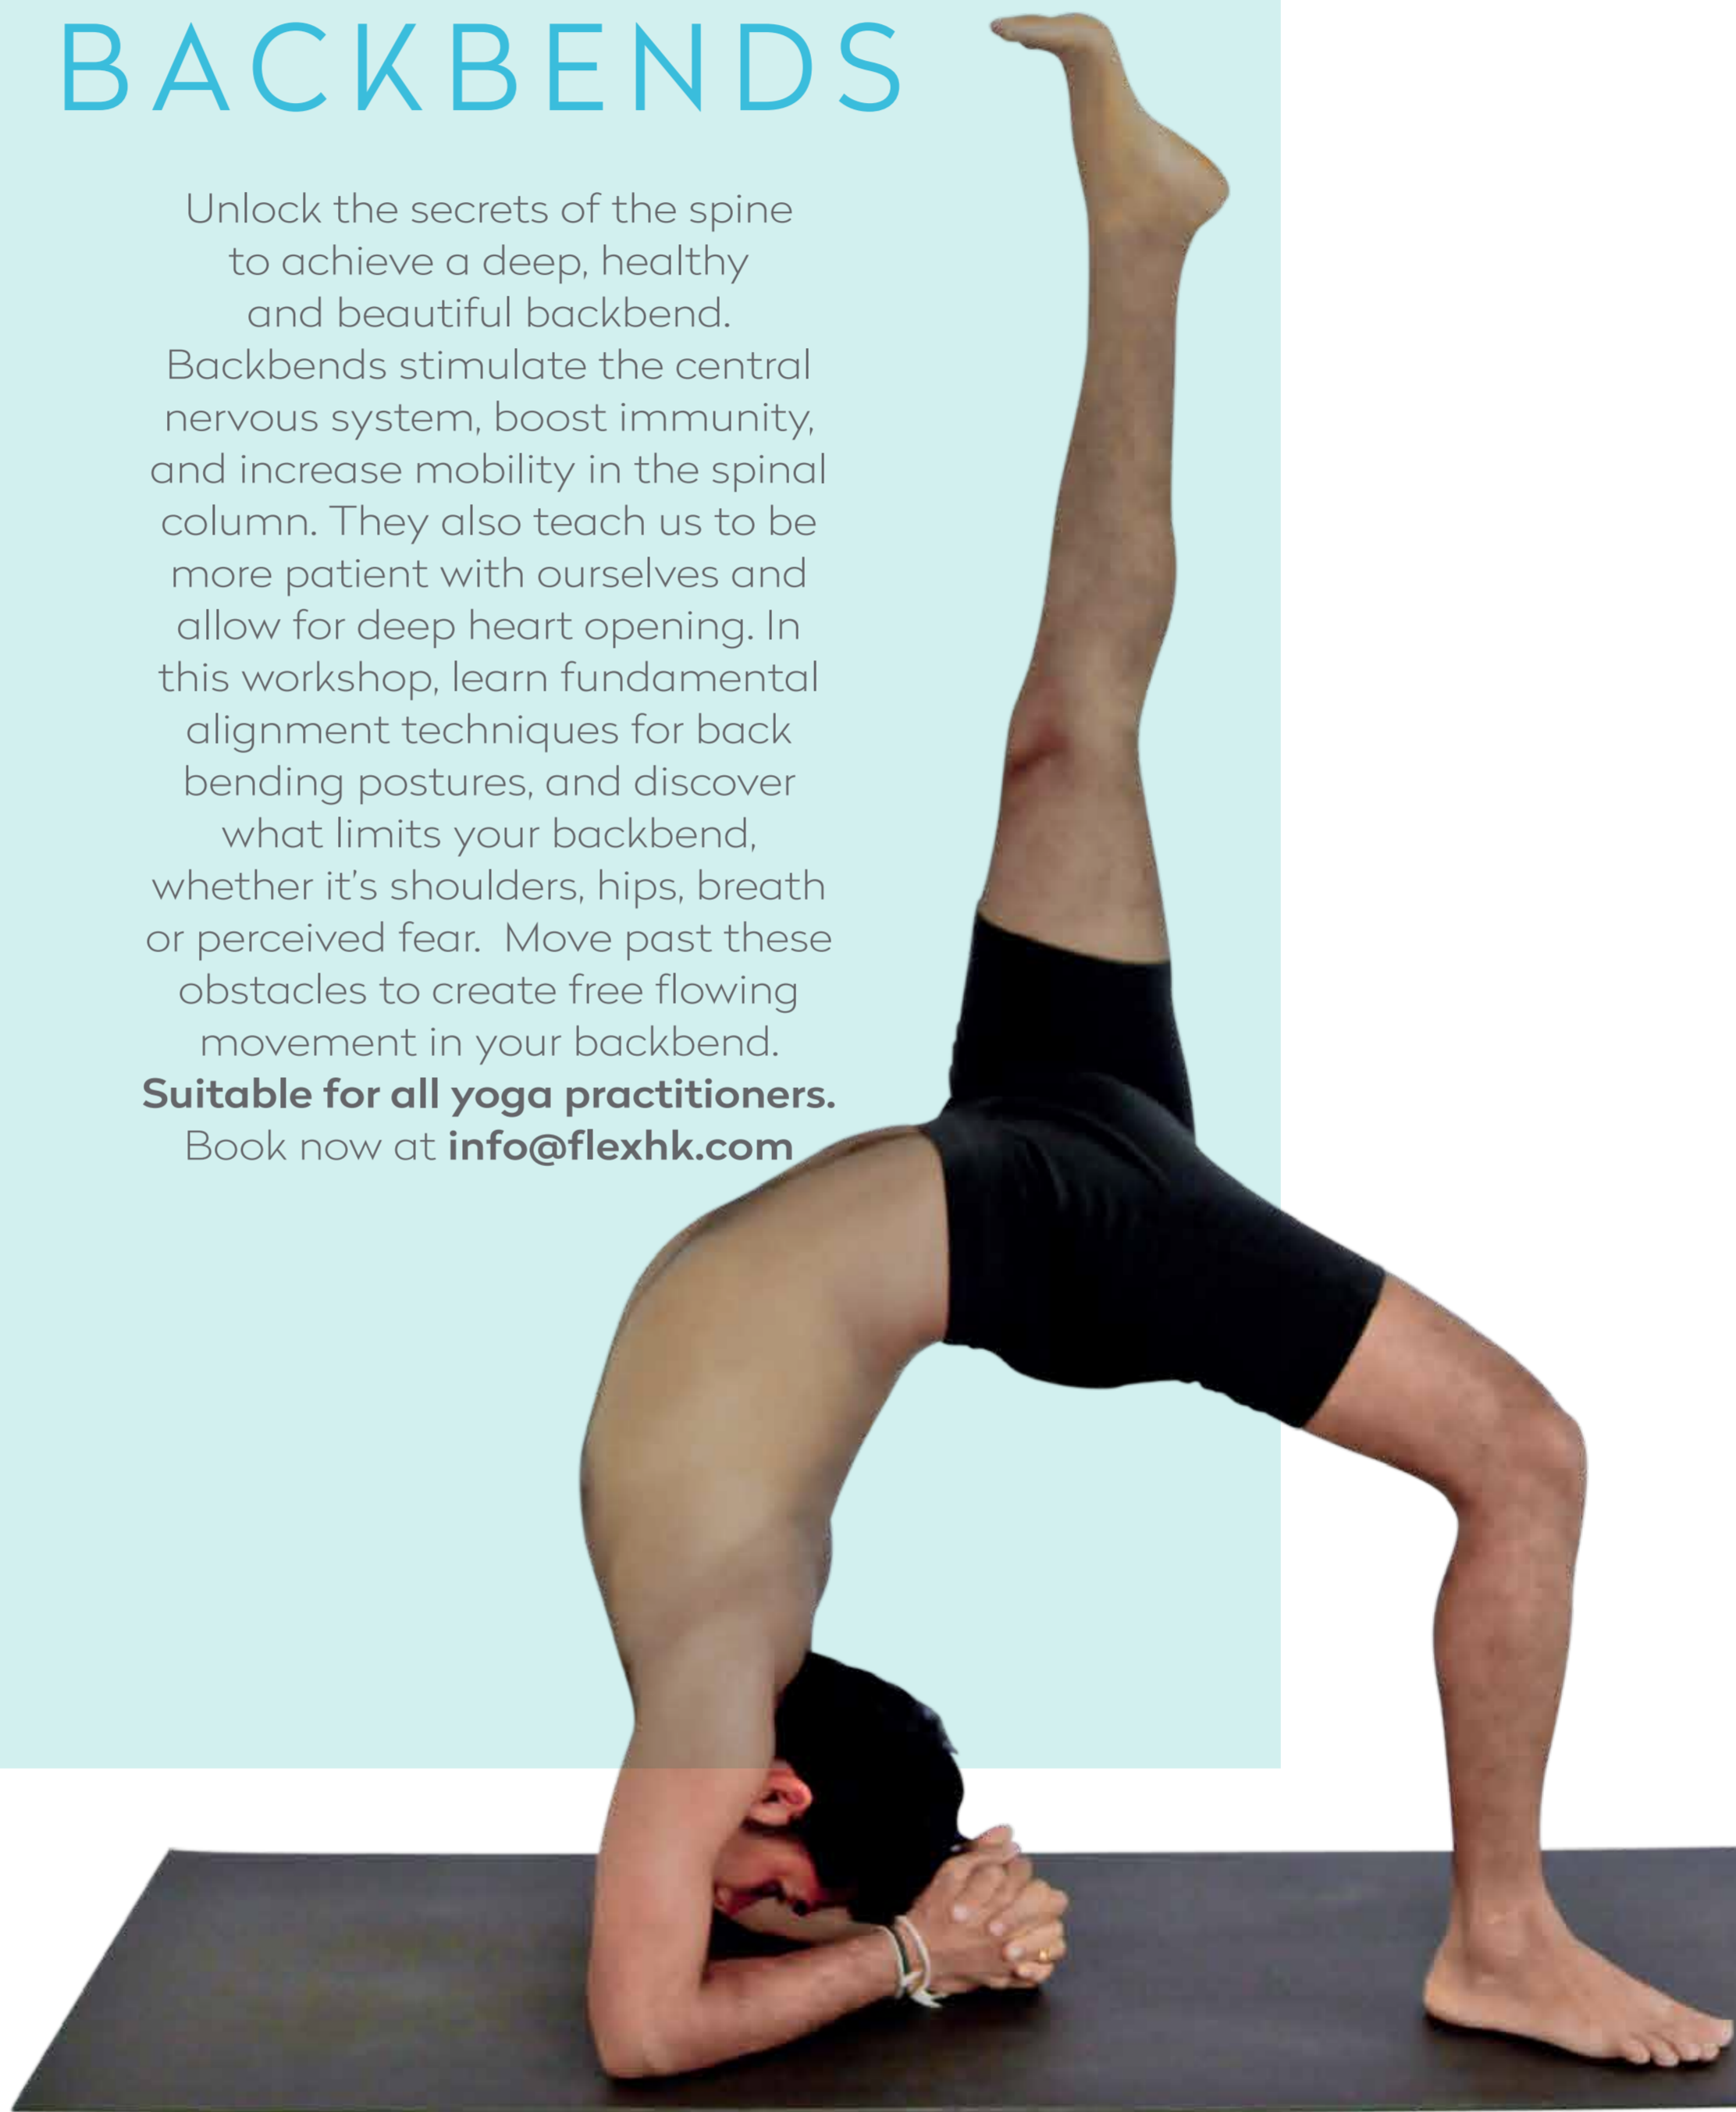 BACKBENDS
Unlock the secrets of the spine
to achieve a deep, healthy
and beautiful backbend.
Backbends stimulate the central
nervous system, boost immunity,
and increase mobility in the spinal
column. They also teach us to be
more patient with ourselves and
allow for deep heart opening. In
this workshop, learn fundamental
alignment techniques for back
bending postures, and discover
what limits your backbend,
whether it’s shoulders, hips, breath
or perceived fear.  Move past these
obstacles to create free flowing
movement in your backbend.
Suitable for all yoga practitioners.
Book now at info@flexhk.com